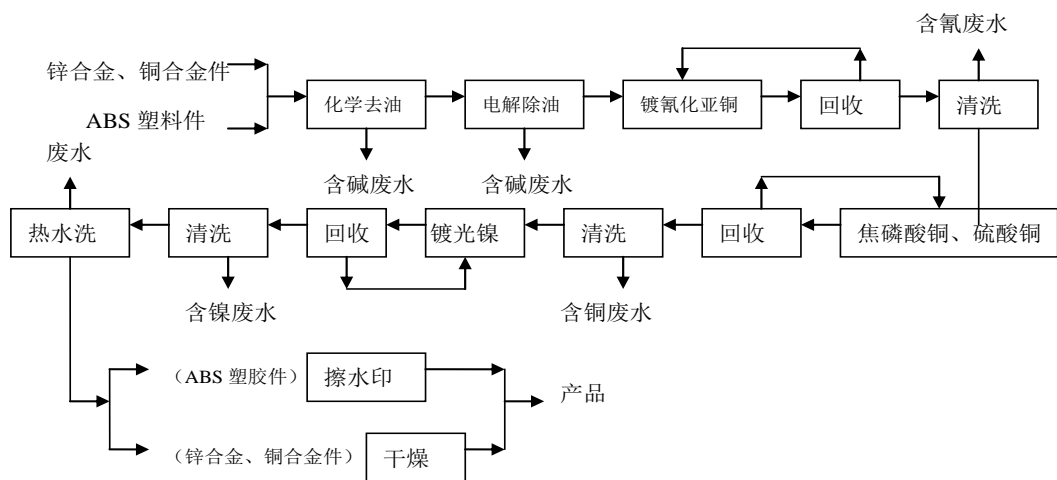 含氰废水
锌合金、铜合金件
化学去油
电解除油
镀氰化亚铜
回收
清洗
ABS 塑料件
废水
含碱废水
含碱废水
热水洗
清洗
回收
镀光镍
清洗
回收
焦磷酸铜、硫酸铜
含镍废水
含铜废水
（ABS 塑胶件）
擦水印
产品
（锌合金、铜合金件）
干燥